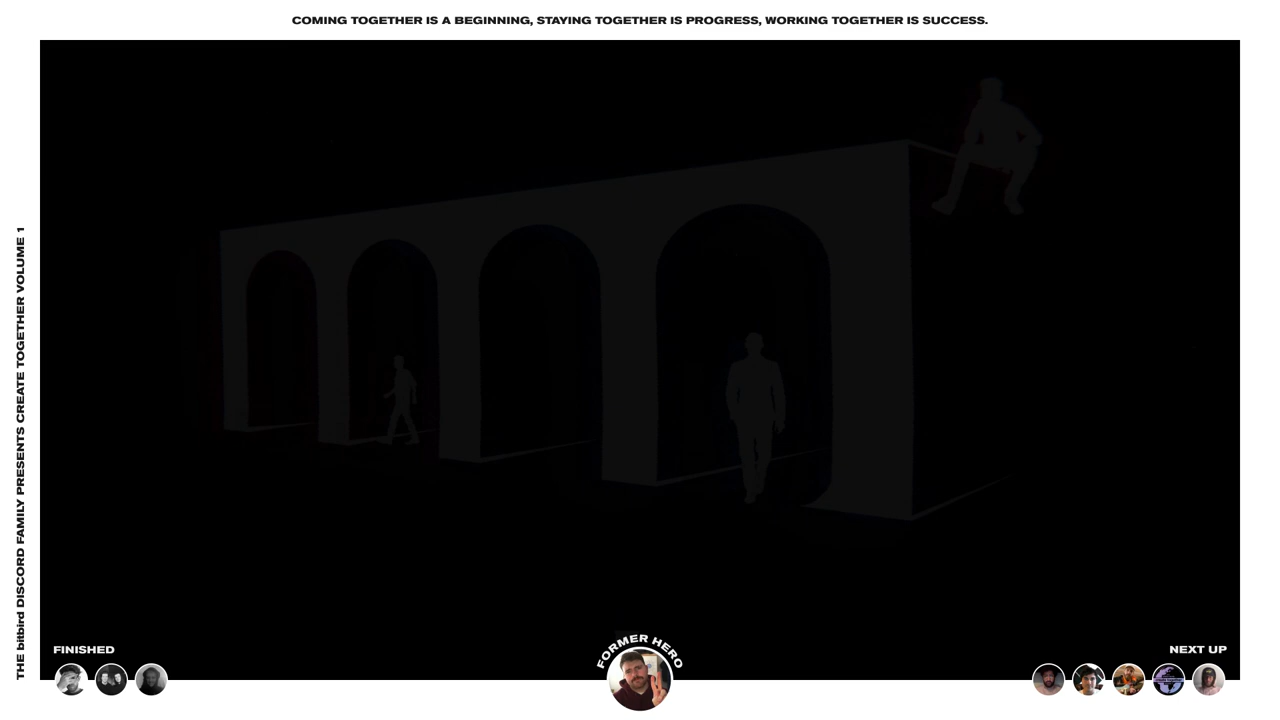 COMING TOGETHER IS A BEGINNING, STAYING TOGETHER IS PROGRESS, WORKING TOGETHER IS SUCCESS.
THE bitbird DISCORD FAMILY PRESENTS CREATE TOGETHER VOLUME 1
FINISHED
FORMER HERO
NEXT UP